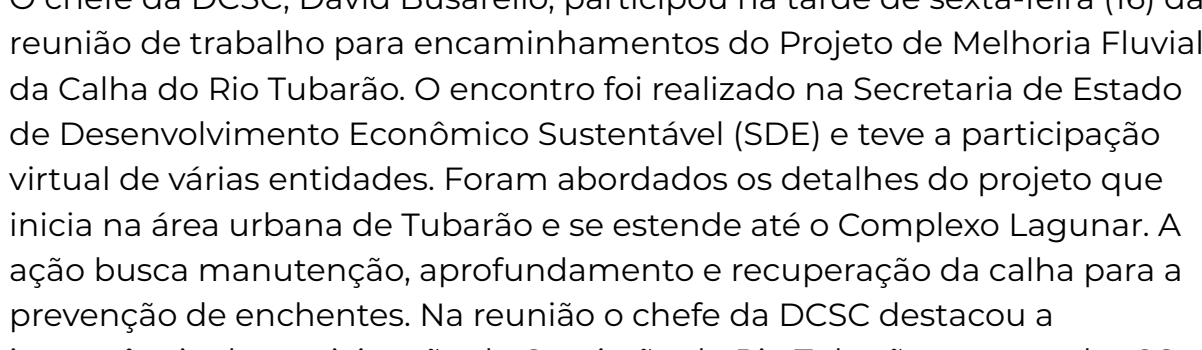 O chefe da DCSC, David Busarello, participou na tarde de sexta-feira (16) da
reunião de trabalho para encaminhamentos do Projeto de Melhoria Fluvial
da Calha do Rio Tubarão. O encontro foi realizado na Secretaria de Estado
de Desenvolvimento Econômico Sustentável (SDE) e teve a participação
virtual de várias entidades. Foram abordados os detalhes do projeto que
inicia na área urbana de Tubarão e se estende até o Complexo Lagunar. A
ação busca manutenção, aprofundamento e recuperação da calha para a
prevenção de enchentes. Na reunião o chefe da DCSC destacou a